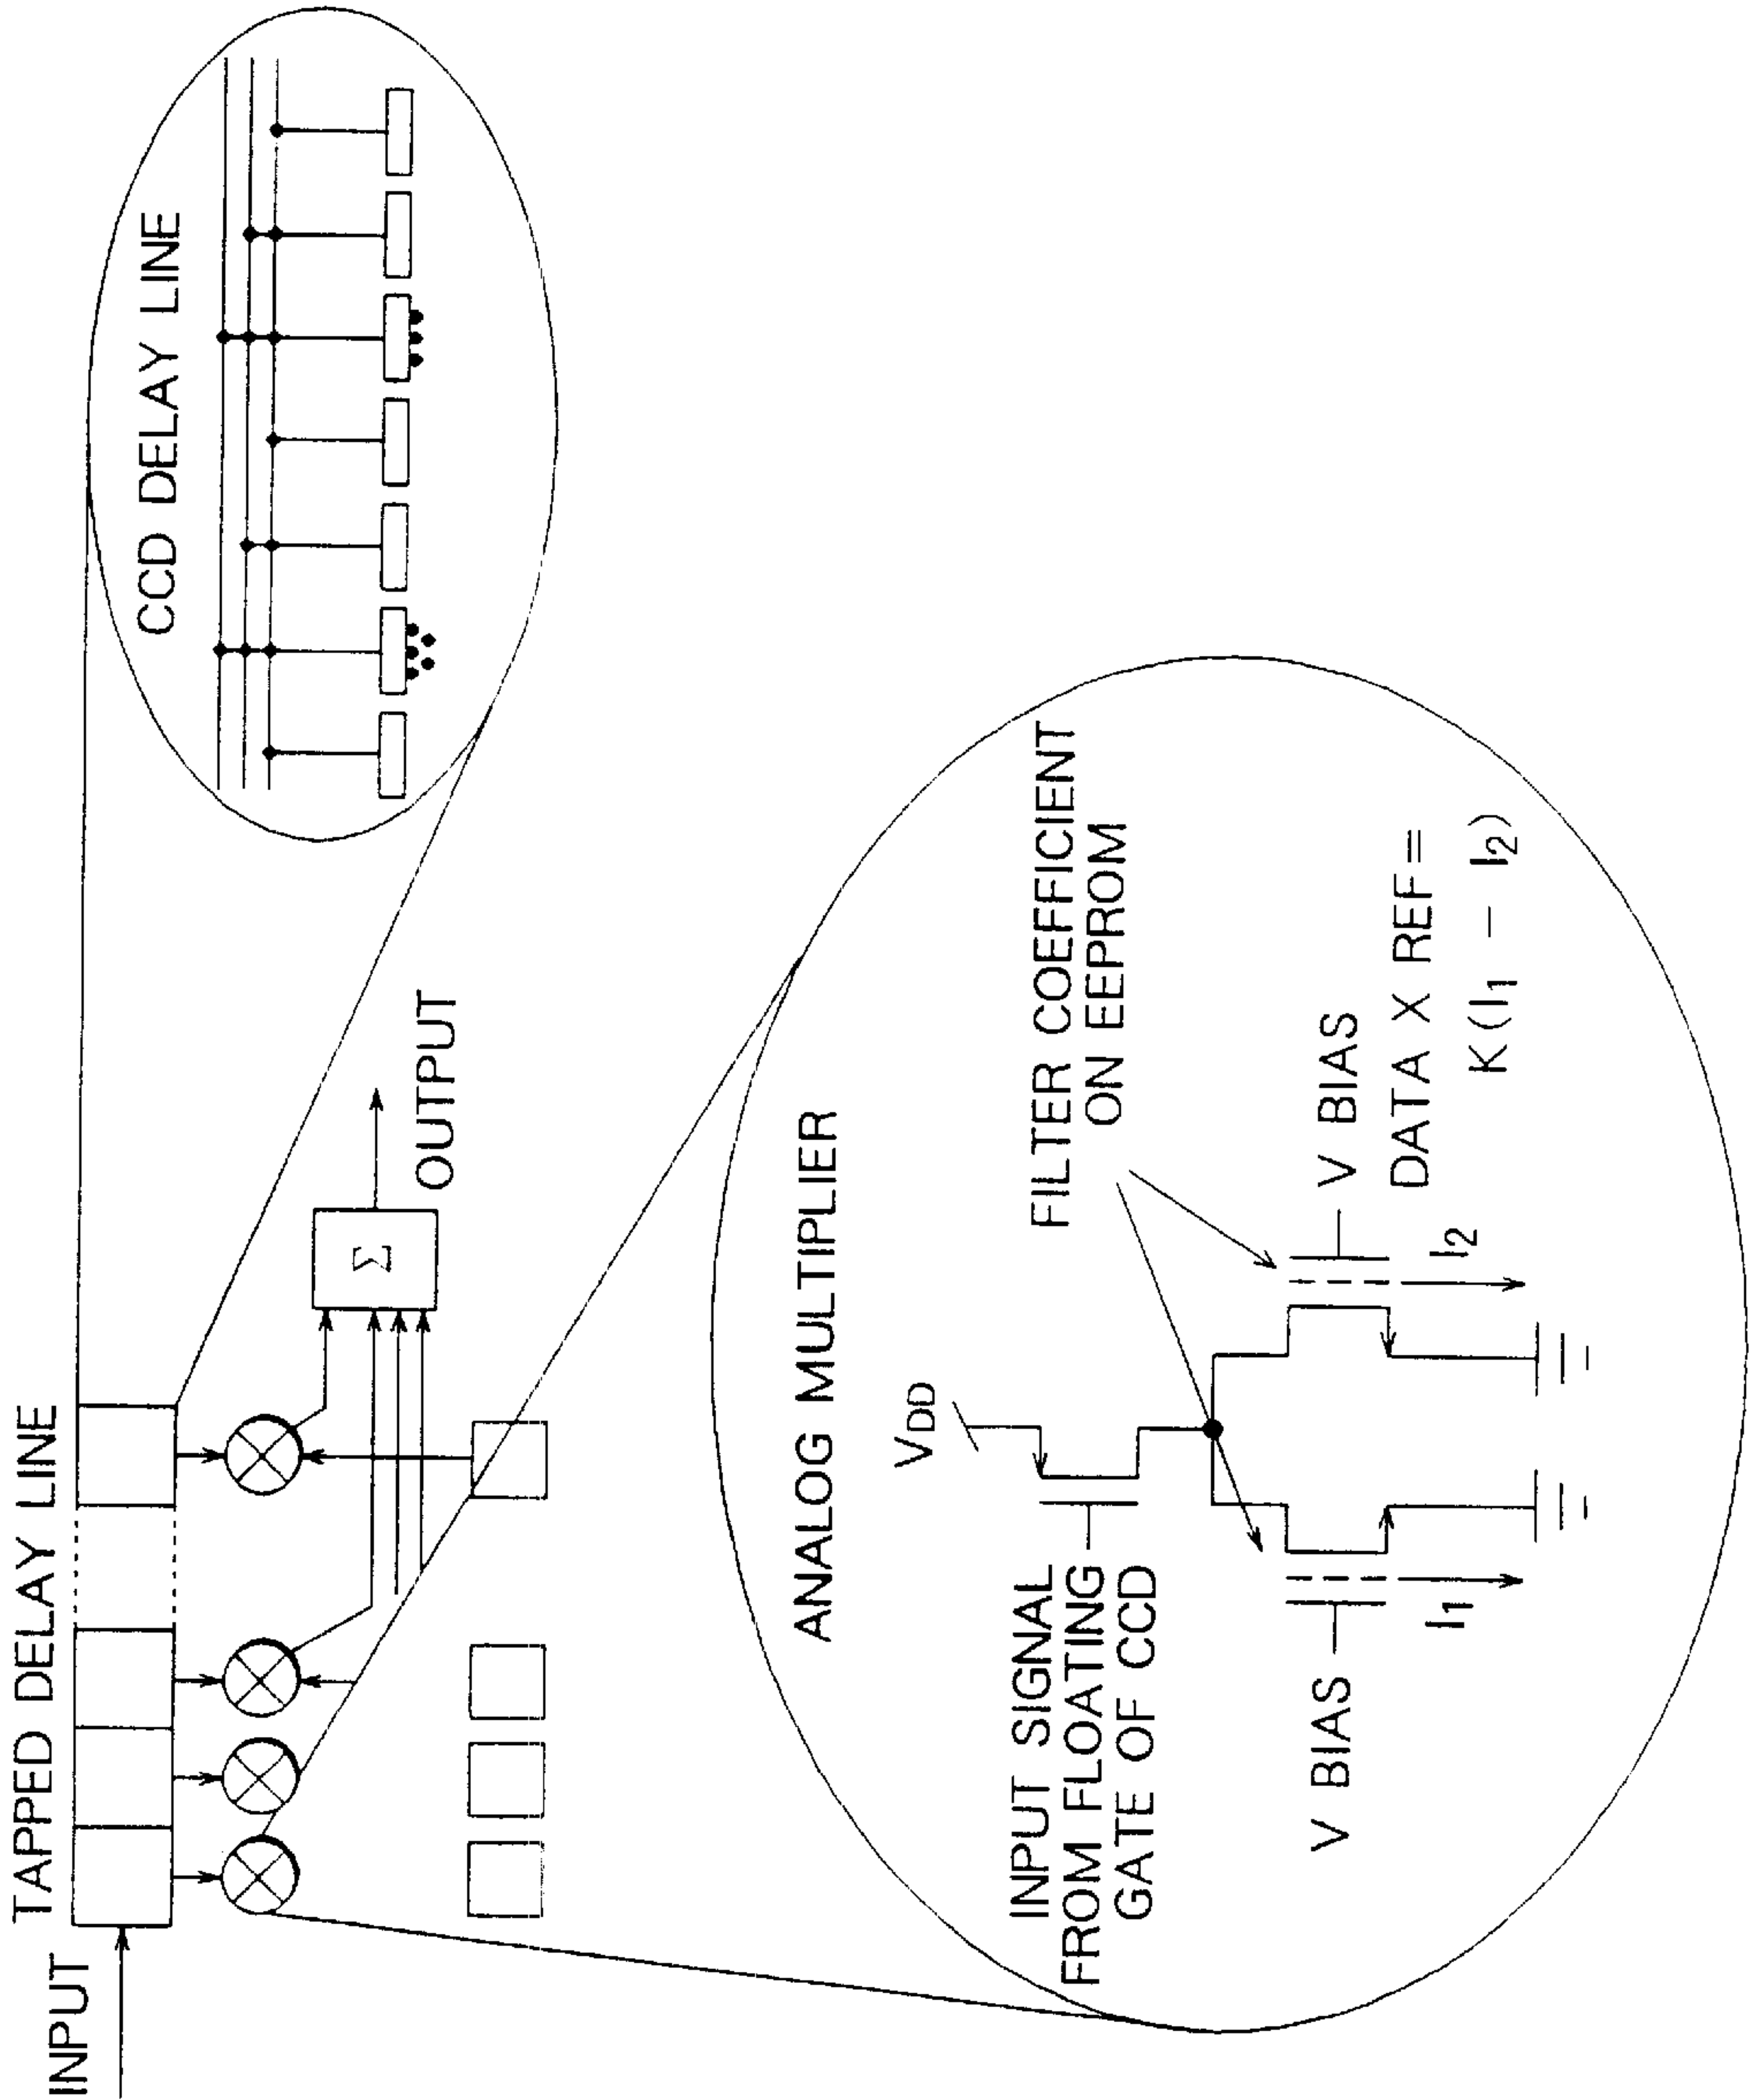 INPUT
TAPPED DELAY LINE
CCD DELAY LINE
Σ
OUTPUT
ANALOG MULTIPLIER
VDD
INPUT SIGNAL
FROM FLOATING
GATE OF CCD
FILTER COEFFICIENT
ON EEPROM
V BIAS
I1
I2
V BIAS
DATA X REF=
K(I1 − I2)